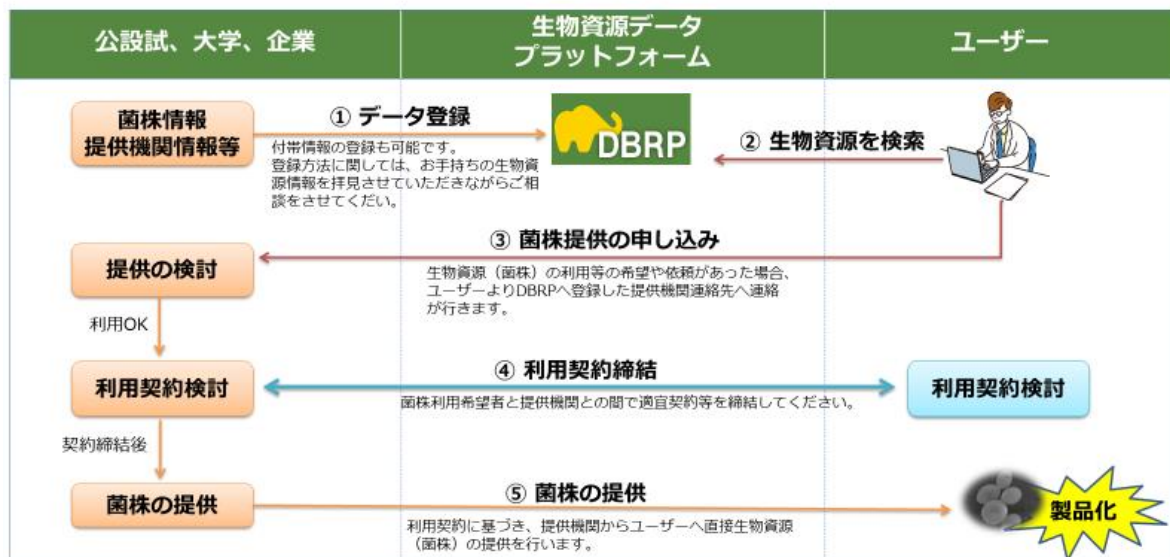 公設試、大学、企業
生物資源データ
プラットフォーム
ユーザー
菌株情報
提供機関情報等
① データ登録
付帯情報の登録も可能です。
登録方法に関しては、お手持ちの生物資
源情報を拝見させていただきながらご相
談をさせてくだい。
DBRP
② 生物資源を検索
③ 菌株提供の申し込み
提供の検討
生物資源（菌株）の利用等の希望や依頼があった場合、
ユーザーよりDBRPへ登録した提供機関連絡先へ連絡
が行きます。
利用OK
利用契約検討
④ 利用契約締結
菌株利用希望者と提供機関との間で適宜契約等を締結してください。
利用契約検討
契約締結後
菌株の提供
⑤ 菌株の提供
利用契約に基づき、提供機関からユーザーへ直接生物資源
（菌株）の提供を行います。
製品化